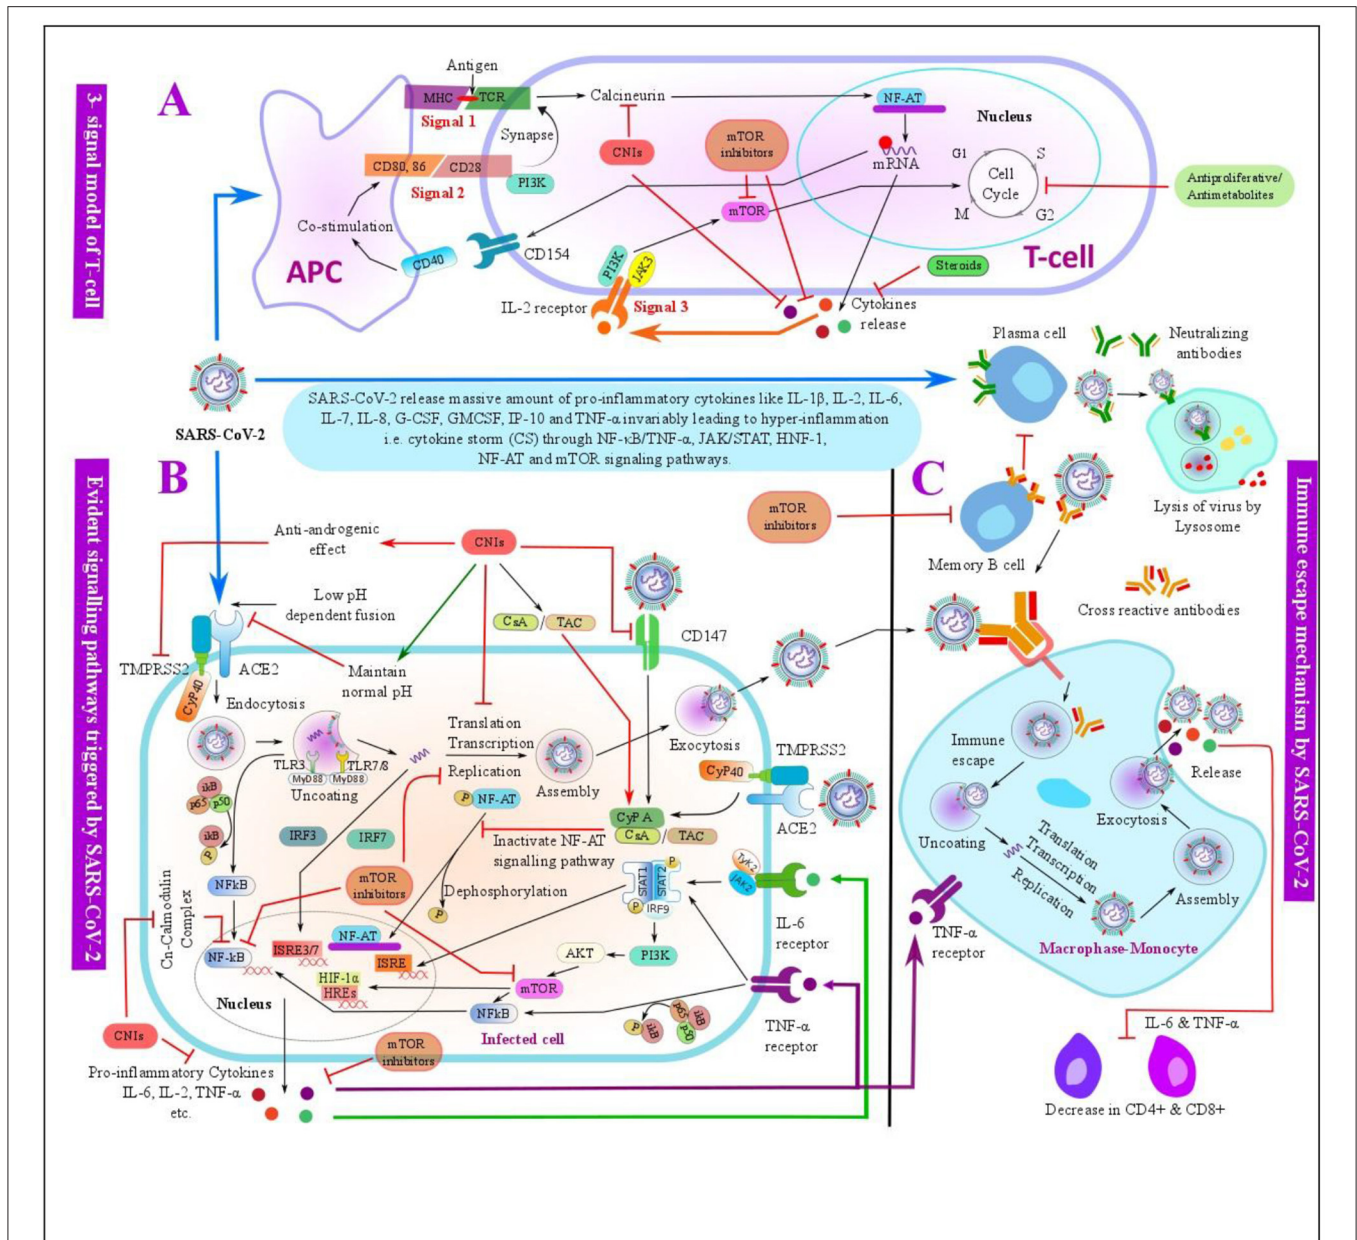 3- signal model of T-cell
A
Antigen
MHC
TCR
Signal 1
Calcineurin
NF-AT
Nucleus
Synapse
CD80, 86
CD28
Signal 2
PI3K
CNIs
mTOR
inhibitors
mRNA
G1
S
Cell
Cycle
M
G2
Antiproliferative/
Antimetabolites
Co-stimulation
mTOR
CD40
CD154
APC
PI3K
JAK3
Steroids
T-cell
IL-2 receptor
Signal 3
Cytokines
release
Plasma cell
Neutralizing
antibodies
SARS-CoV-2
SARS-CoV-2 release massive amount of pro-inflammatory cytokines like IL-1β, IL-2, IL-6,
IL-7, IL-8, G-CSF, GMCSF, IP-10 and TNF-α invariably leading to hyper-inflammation
i.e. cytokine storm (CS) through NF-κB/TNF-α, JAK/STAT, HNF-1,
NF-AT and mTOR signaling pathways.
Evident signalling pathways triggered by SARS-CoV-2
B
Anti-androgenic
effect
CNIs
Low pH
dependent fusion
CsA
/
TAC
CD147
TMPRSS2
ACE2
Maintain
normal pH
CyP40
Endocytosis
Translation
Transcription
Replication
Exocytosis
TLR3
TLR7/8
MyD88
MyD88
Uncoating
Assembly
TMPRSS2
CyP40
ACE2
ikB
p65
p50
P
NF-AT
ikB
P
IRF3
IRF7
Inactivate NF-AT
signalling pathway
CyP A
CsA
/
TAC
NFkB
mTOR
inhibitors
Dephosphorylation
P
STAT1
STAT2
P
P
IRF9
TyK2
JAK2
IL-6
receptor
Cn-Calmodulin
Complex
NF-kB
ISRE3/7
NF-AT
ISRE
AKT
PI3K
HIF-1α
HREs
mTOR
Nucleus
NFkB
Infected cell
P
ikB
p65
p50
ikB
TNF-α
receptor
CNIs
mTOR
inhibitors
Pro-inflammatory Cytokines
IL-6, IL-2, TNF-α
etc.
C
Immune escape mechanism by SARS-CoV-2
mTOR
inhibitors
Memory B cell
Lysis of virus by
Lysosome
Cross reactive antibodies
Immune
escape
Release
Exocytosis
Uncoating
Translation
Transcription
Replication
Assembly
Macrophase-Monocyte
TNF-α
receptor
IL-6 & TNF-α
Decrease in CD4+ & CD8+